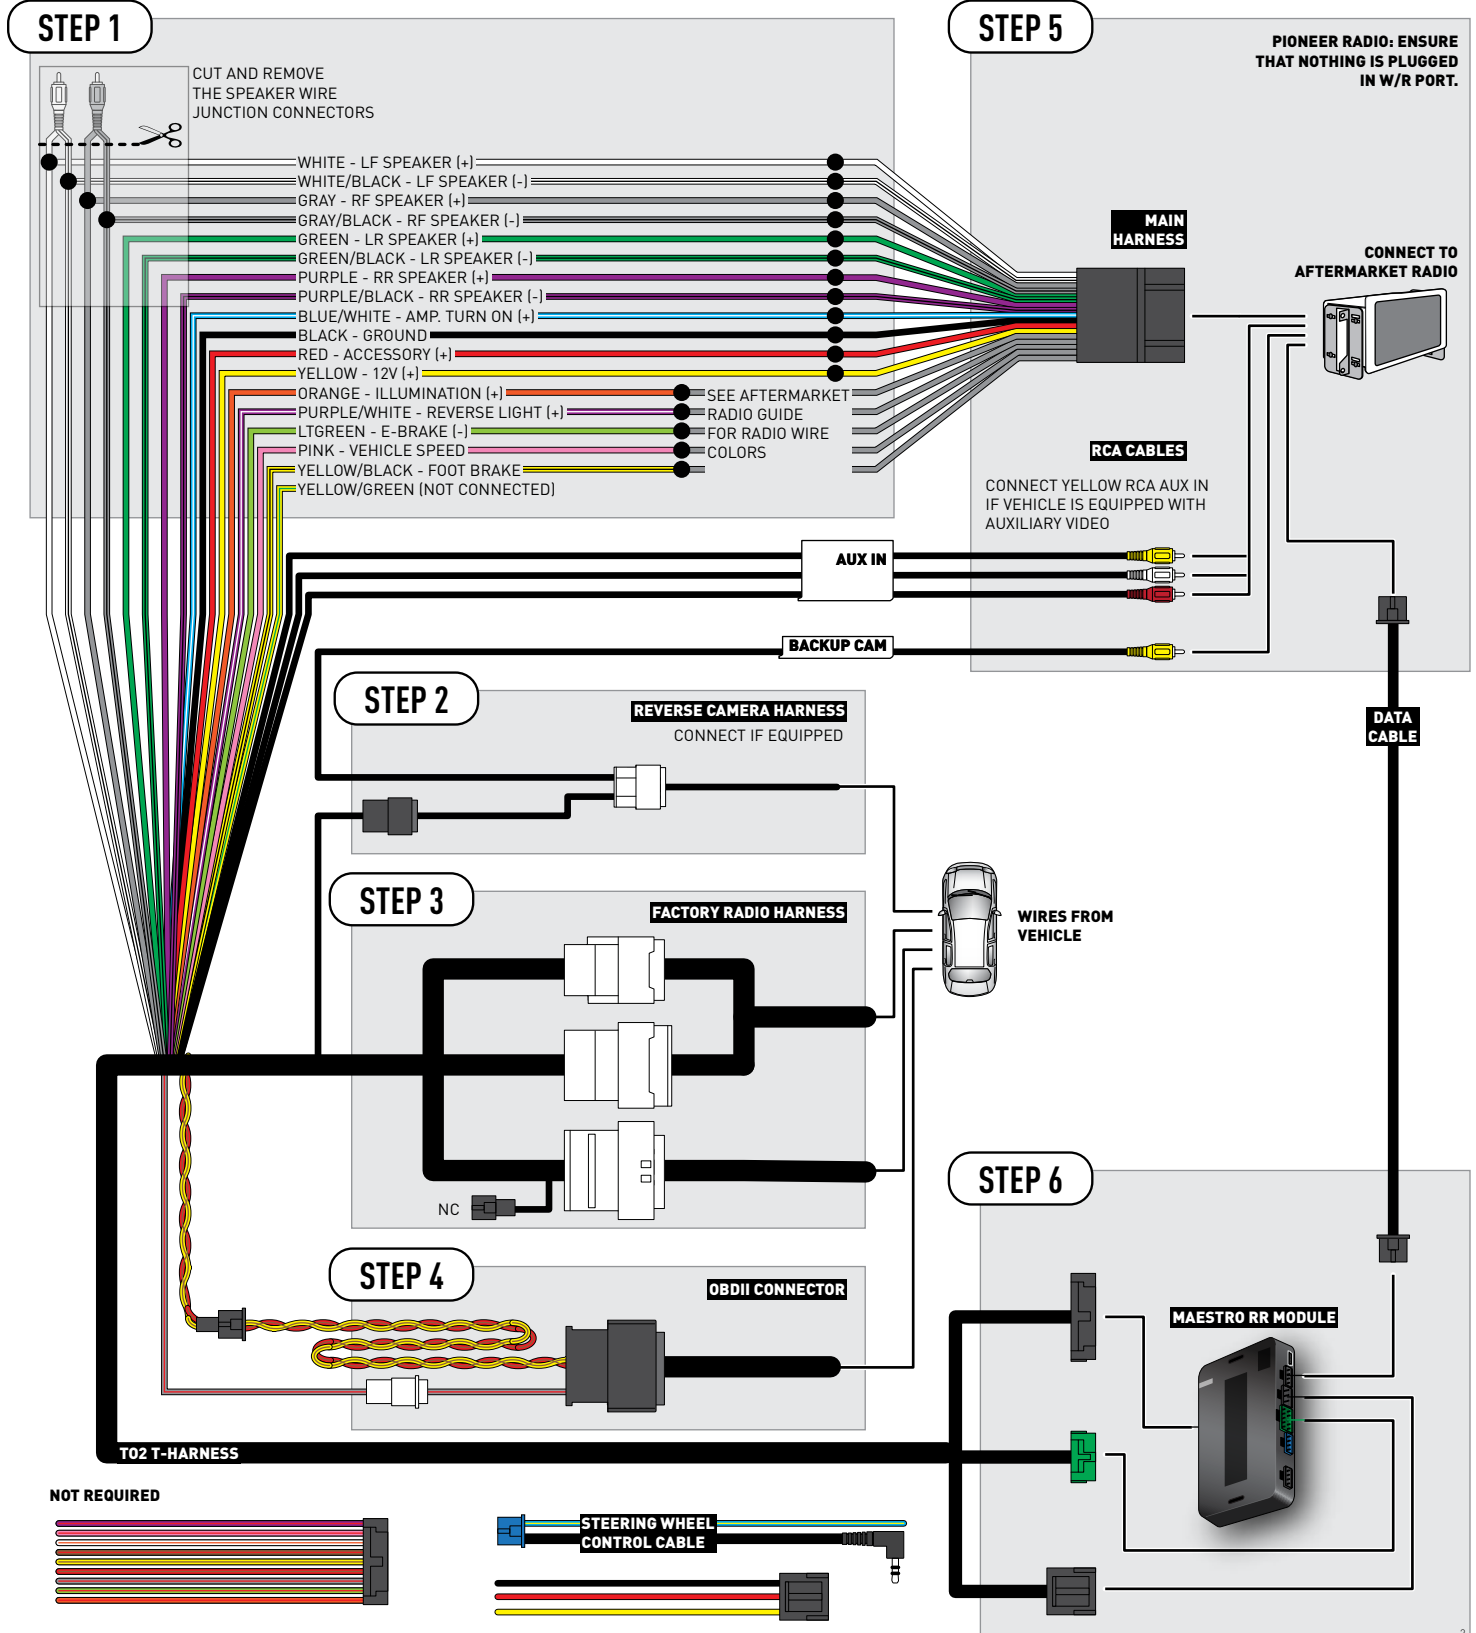 STEP 1
CUT AND REMOVE
THE SPEAKER WIRE
JUNCTION CONNECTORS
WHITE - LF SPEAKER (+)
WHITE/BLACK - LF SPEAKER (-)
GRAY - RF SPEAKER (+)
GRAY/BLACK - RF SPEAKER (-)
GREEN - LR SPEAKER (+)
GREEN/BLACK - LR SPEAKER (-)
PURPLE - RR SPEAKER (+)
PURPLE/BLACK - RR SPEAKER (-)
BLUE/WHITE - AMP. TURN ON (+)
BLACK - GROUND
RED - ACCESSORY (+)
YELLOW - 12V (+)
ORANGE - ILLUMINATION (+)
PURPLE/WHITE - REVERSE LIGHT (+)
LTGREEN - E-BRAKE (-)
PINK - VEHICLE SPEED
YELLOW/BLACK - FOOT BRAKE
YELLOW/GREEN (NOT CONNECTED)
SEE AFTERMARKET
RADIO GUIDE
FOR RADIO WIRE
COLORS
STEP 5
PIONEER RADIO: ENSURE
THAT NOTHING IS PLUGGED
IN W/R PORT.
MAIN
HARNESS
CONNECT TO
AFTERMARKET RADIO
RCA CABLES
CONNECT YELLOW RCA AUX IN
IF VEHICLE IS EQUIPPED WITH
AUXILIARY VIDEO
AUX IN
BACKUP CAM
DATA
CABLE
STEP 2
REVERSE CAMERA HARNESS
CONNECT IF EQUIPPED
STEP 3
FACTORY RADIO HARNESS
WIRES FROM
VEHICLE
NC
STEP 4
OBDII CONNECTOR
STEP 6
MAESTRO RR MODULE
T02 T-HARNESS
NOT REQUIRED
STEERING WHEEL
CONTROL CABLE